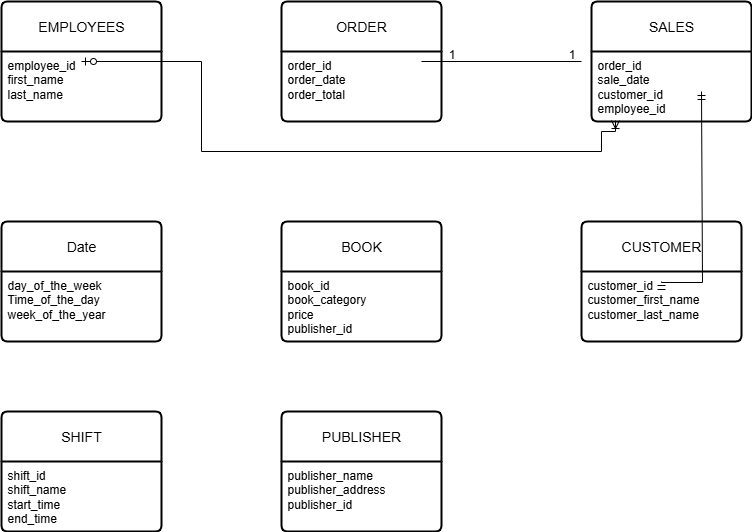 EMPLOYEES
employee_id
first_name
last_name
ORDER
order_id
order_date
order_total
1
1
SALES
order_id
sale_date
customer_id
employee_id
Date
day_of_the_week
Time_of_the_day
week_of_the_year
BOOK
book_id
book_category
price
publisher_id
CUSTOMER
customer_id
customer_first_name
customer_last_name
SHIFT
shift_id
shift_name
start_time
end_time
PUBLISHER
publisher_name
publisher_address
publisher_id